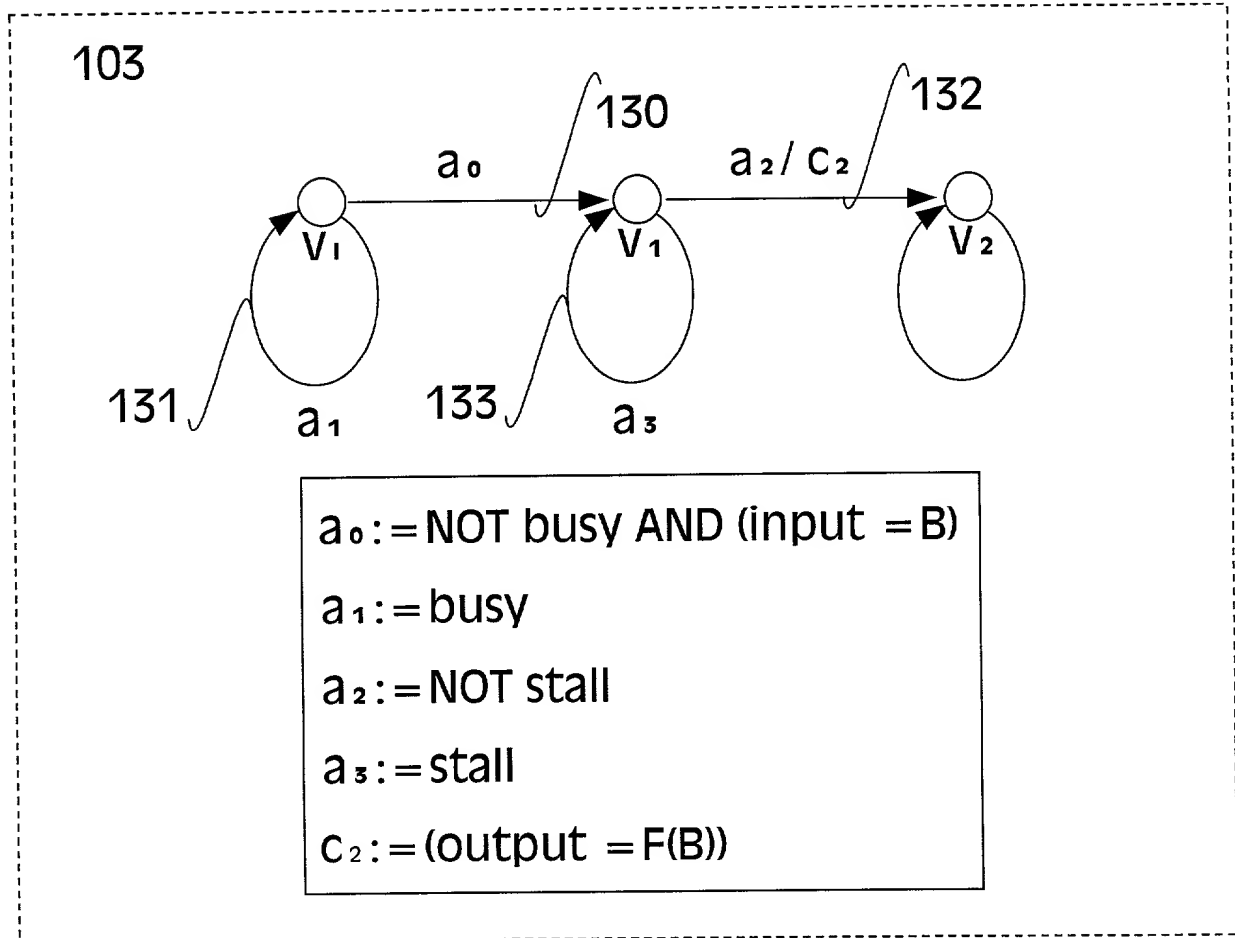 103
130
132
a₀
a₂/ c₂
V_I
V₁
V₂
131
133
a₁
a₃
a₀:=NOT busy AND (input =B)
a₁:=busy
a₂:=NOT stall
a₃:=stall
c₂:=(output =F(B))